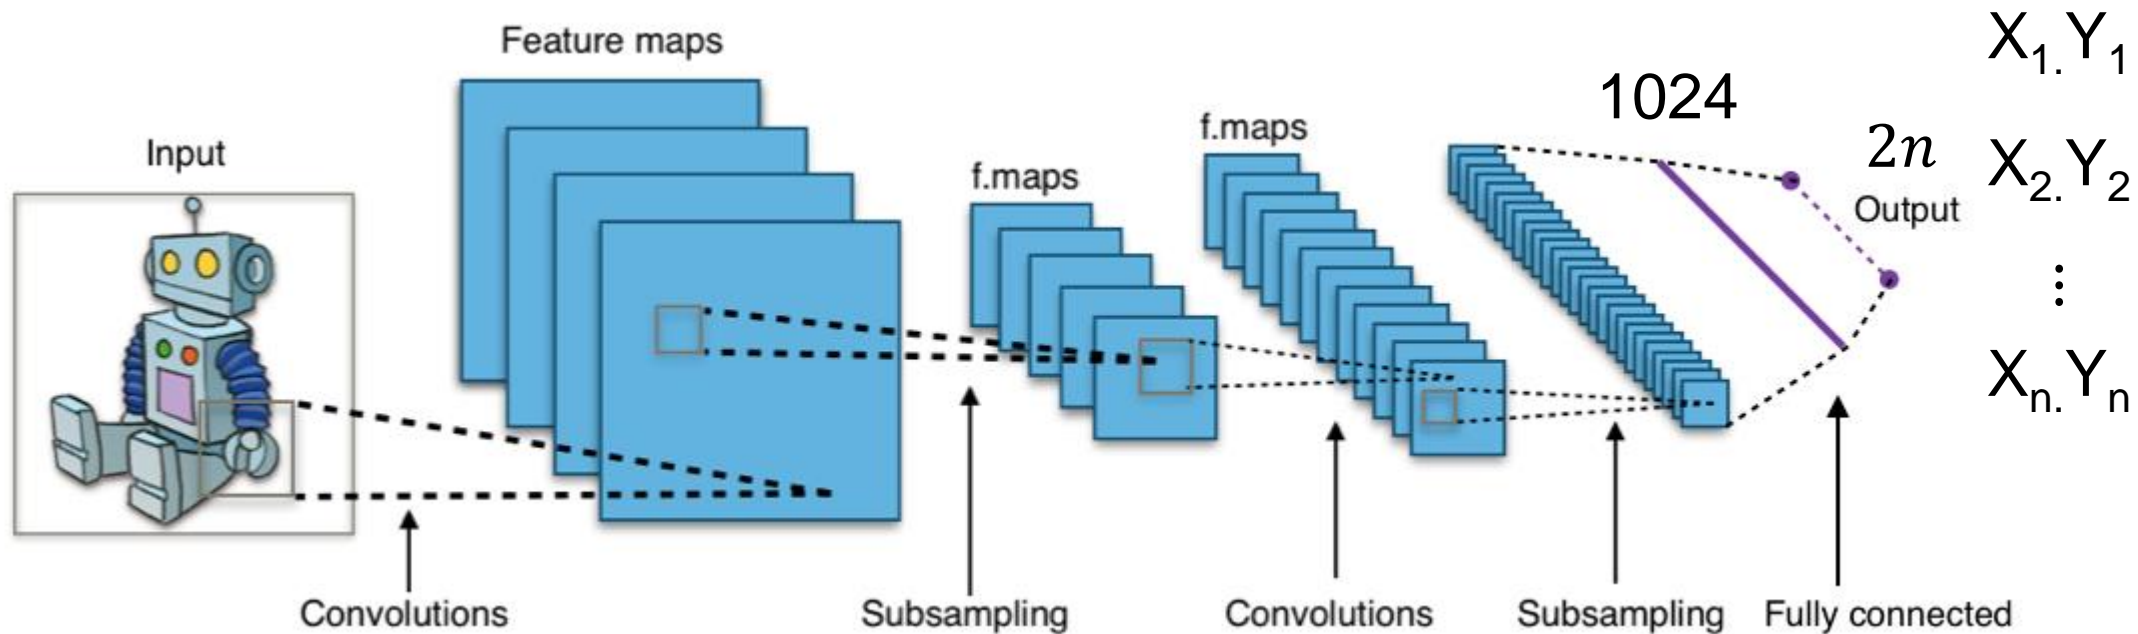 Input
Feature maps
f.maps
f.maps
1024
2n
Output
X1. Y1
X2. Y2
⋮
Xn. Yn
Convolutions
Subsampling
Convolutions
Subsampling
Fully connected